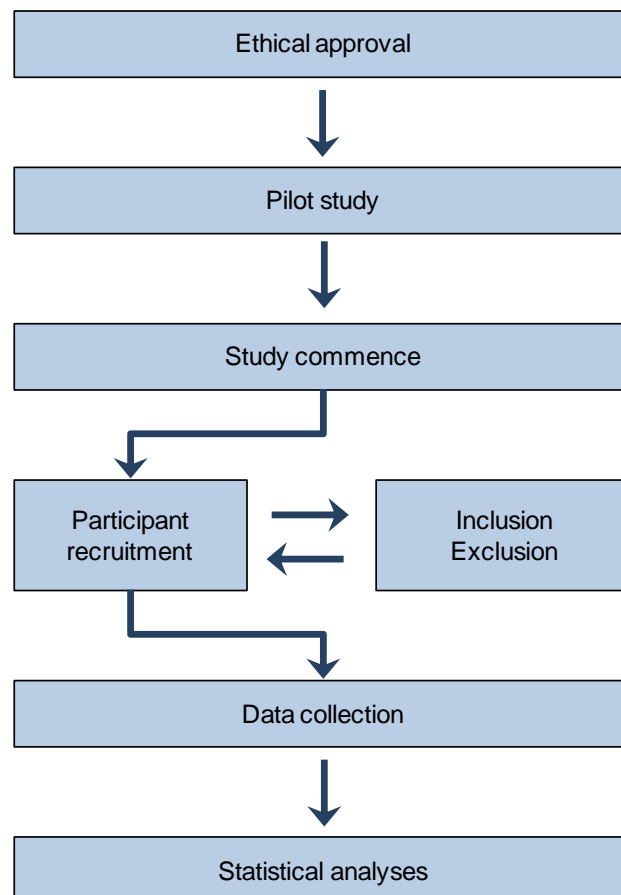 Ethical approval
Pilot study
Study commence
Participant
recruitment
Inclusion
Exclusion
Data collection
Statistical analyses